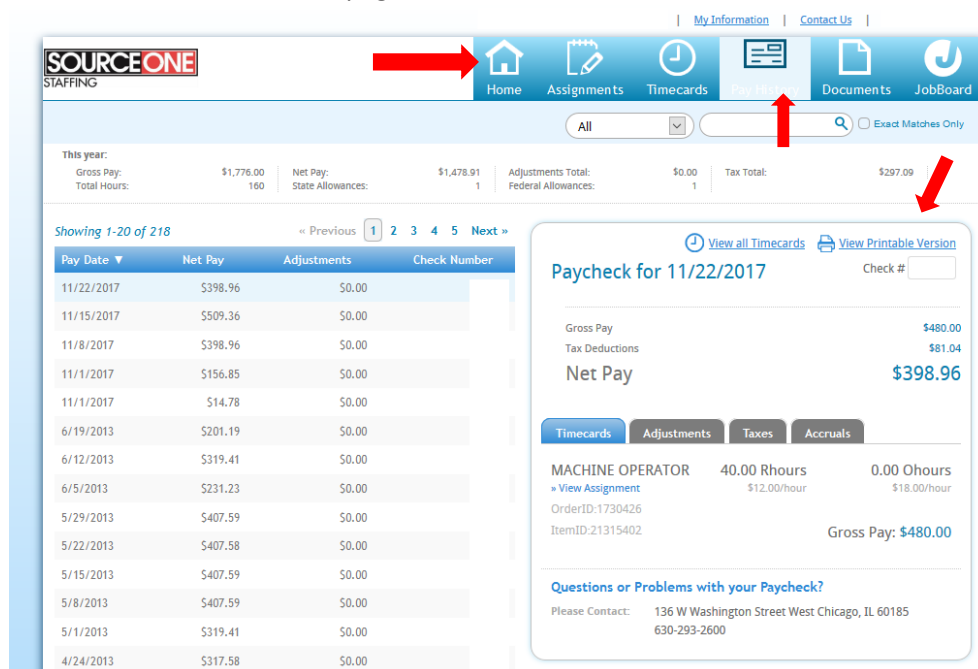 | My Information | Contact Us |
SOURCEONE
STAFFING
Home Assignments Timecards Pay History Documents JobBoard
All Exact Matches Only
This year:
Gross Pay: $1,776.00 Net Pay: $1,478.91 Adjustments Total: $0.00 Tax Total: $297.09
Total Hours: 160 State Allowances: 1 Federal Allowances: 1
Showing 1-20 of 218 « Previous 1 2 3 4 5 Next »
Pay Date ▼ Net Pay Adjustments Check Number
11/22/2017 $398.96 $0.00
11/15/2017 $509.36 $0.00
11/8/2017 $398.96 $0.00
11/1/2017 $156.85 $0.00
11/1/2017 $14.78 $0.00
6/19/2013 $201.19 $0.00
6/12/2013 $319.41 $0.00
6/5/2013 $231.23 $0.00
5/29/2013 $407.59 $0.00
5/22/2013 $407.58 $0.00
5/15/2013 $407.59 $0.00
5/8/2013 $407.59 $0.00
5/1/2013 $319.41 $0.00
4/24/2013 $317.58 $0.00
View all Timecards View Printable Version
Paycheck for 11/22/2017 Check #
Gross Pay $480.00
Tax Deductions $81.04
Net Pay $398.96
Timecards Adjustments Taxes Accruals
MACHINE OPERATOR 40.00 Rhours 0.00 Ohours
» View Assignment $12.00/hour $18.00/hour
OrderID:1730426
ItemID:21315402 Gross Pay: $480.00
Questions or Problems with your Paycheck?
Please Contact: 136 W Washington Street West Chicago, IL 60185
630-293-2600